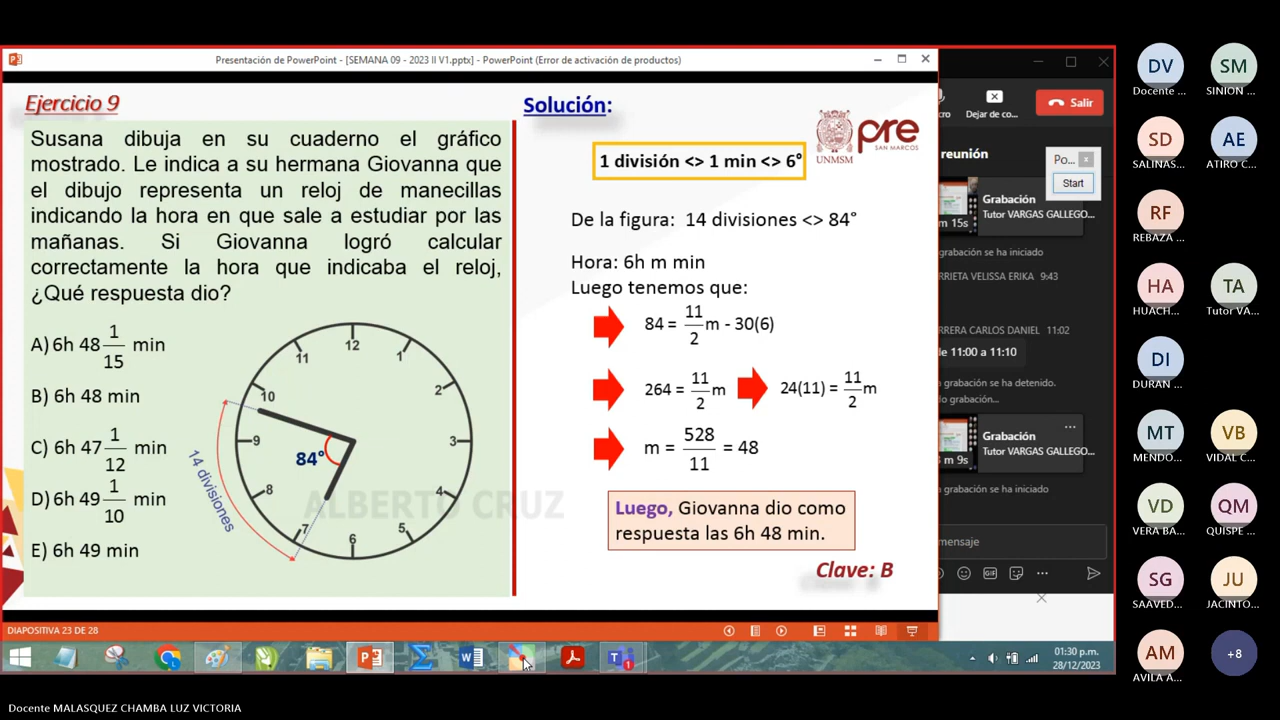 Presentación de PowerPoint - [SEMANA 09 - 2023 II V1.pptx] - PowerPoint (Error de activación de productos)
Ejercicio 9
Susana dibuja en su cuaderno el gráfico
mostrado. Le indica a su hermana Giovanna que
el dibujo representa un reloj de manecillas
indicando la hora en que sale a estudiar por las
mañanas. Si Giovanna logró calcular
correctamente la hora que indicaba el reloj,
¿Qué respuesta dio?
A) 6h 48 1/15 min
B) 6h 48 min
C) 6h 47 1/12 min
D) 6h 49 1/10 min
E) 6h 49 min
12
1
2
3
4
5
6
7
8
9
10
11
84°
14 divisiones
ALBERTO CRUZ
Solución:
UNMSM
pre
SAN MARCOS
1 división <> 1 min <> 6°
De la figura: 14 divisiones <> 84°
Hora: 6h m min
Luego tenemos que:
84 = 11/2 m - 30(6)
264 = 11/2 m
24(11) = 11/2 m
m = 528/11 = 48
Luego, Giovanna dio como
respuesta las 6h 48 min.
Clave: B
DIAPOSITIVA 23 DE 28
cro
Dejar de co...
Salir
reunión
Po...
Start
Grabación
Tutor VARGAS GALLEGO...
m 15s
grabación se ha iniciado
RRIETA VELISSA ERIKA 9:43
RRERA CARLOS DANIEL 11:02
de 11:00 a 11:10
a grabación se ha detenido.
do grabación...
Grabación
Tutor VARGAS GALLEGO...
m 9s
a grabación se ha iniciado
mensaje
GIF
01:30 p.m.
28/12/2023
DV
Docente ...
SM
SINION ...
SD
SALINAS...
AE
ATIRO C...
RF
REBAZA ...
HA
HUACH...
TA
Tutor VA...
DI
DURAN ...
MT
MENDO...
VB
VIDAL C...
VD
VERA BA...
QM
QUISPE ...
SG
SAAVED...
JU
JACINTO...
AM
AVILA A...
+8
Docente MALASQUEZ CHAMBA LUZ VICTORIA